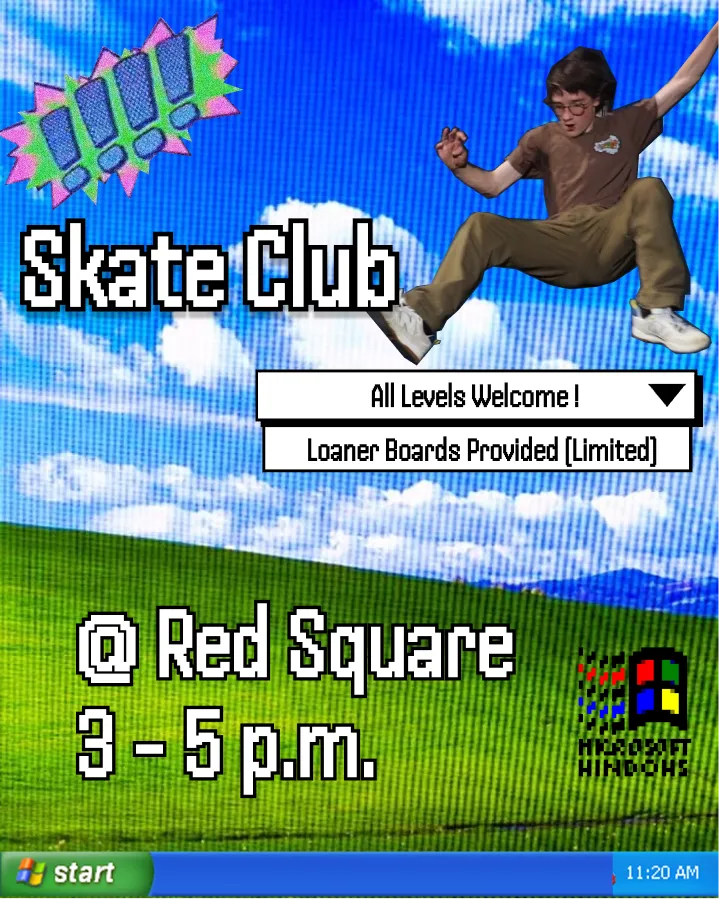 !!!!
Skate Club
All Levels Welcome !
Loaner Boards Provided (Limited)
@ Red Square
3 - 5 p.m.
MICROSOFT
WINDOWS
start
11:20 AM